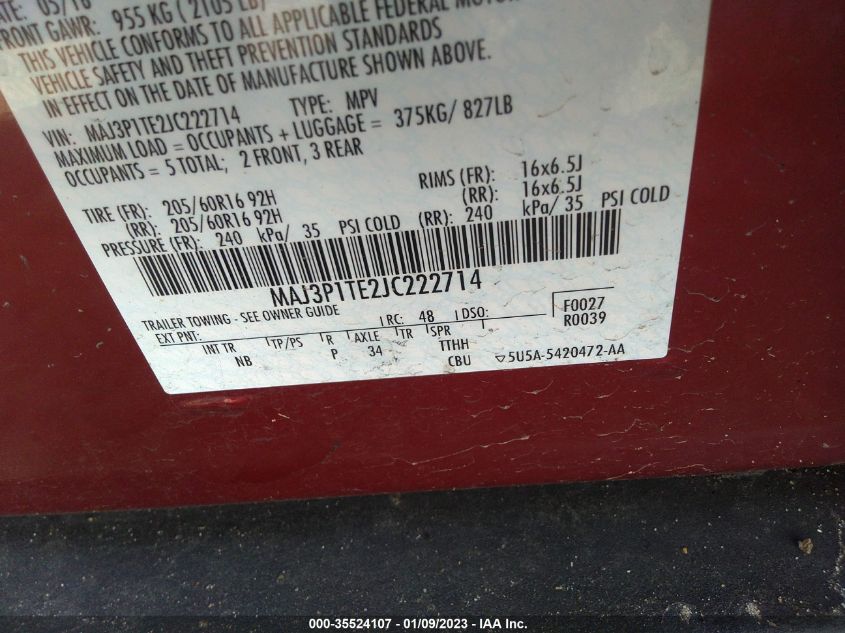 DATE: 05/18
FRONT GAWR: 955 KG (2105 LB)
THIS VEHICLE CONFORMS TO ALL APPLICABLE FEDERAL MOTOR
VEHICLE SAFETY AND THEFT PREVENTION STANDARDS
IN EFFECT ON THE DATE OF MANUFACTURE SHOWN ABOVE.
VIN: MAJ3P1TE2JC222714 TYPE: MPV
MAXIMUM LOAD = OCCUPANTS + LUGGAGE = 375KG/ 827LB
OCCUPANTS = 5 TOTAL; 2 FRONT, 3 REAR
TIRE (FR): 205/60R16 92H RIMS (FR): 16x6.5J
(RR): 205/60R16 92H (RR): 16x6.5J
PRESSURE (FR): 240 kPa/ 35 PSI COLD (RR): 240 kPa/ 35 PSI COLD
MAJ3P1TE2JC222714
TRAILER TOWING - SEE OWNER GUIDE
EXT PNT: RC: 48 DSO: F0027
R0039
INT TR TP/PS R AXLE TR SPR
NB P 34 TTHH
CBU 5U5A-5420472-AA
000-35524107 - 01/09/2023 - IAA Inc.